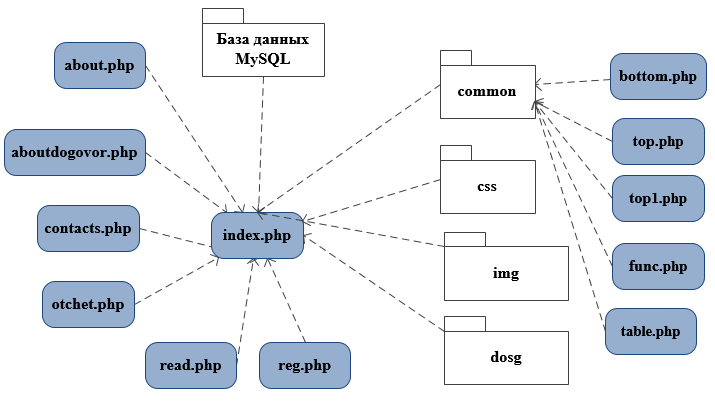 База данных
MySQL
about.php
common
bottom.php
aboutdogovor.php
top.php
css
top1.php
contacts.php
index.php
img
func.php
otchet.php
table.php
read.php
reg.php
dosg